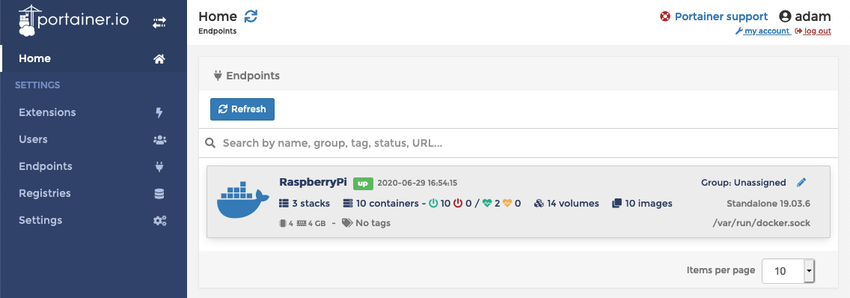 portainer.io
Home
SETTINGS
Extensions
Users
Endpoints
Registries
Settings
Home
Endpoints
Portainer support adam
my account log out
Endpoints
Refresh
Search by name, group, tag, status, URL...
RaspberryPi up 2020-06-29 16:54:15 Group: Unassigned
3 stacks 10 containers - 10 0 / 2 0 14 volumes 10 images Standalone 19.03.6
4 4 GB - No tags /var/run/docker.sock
Items per page 10